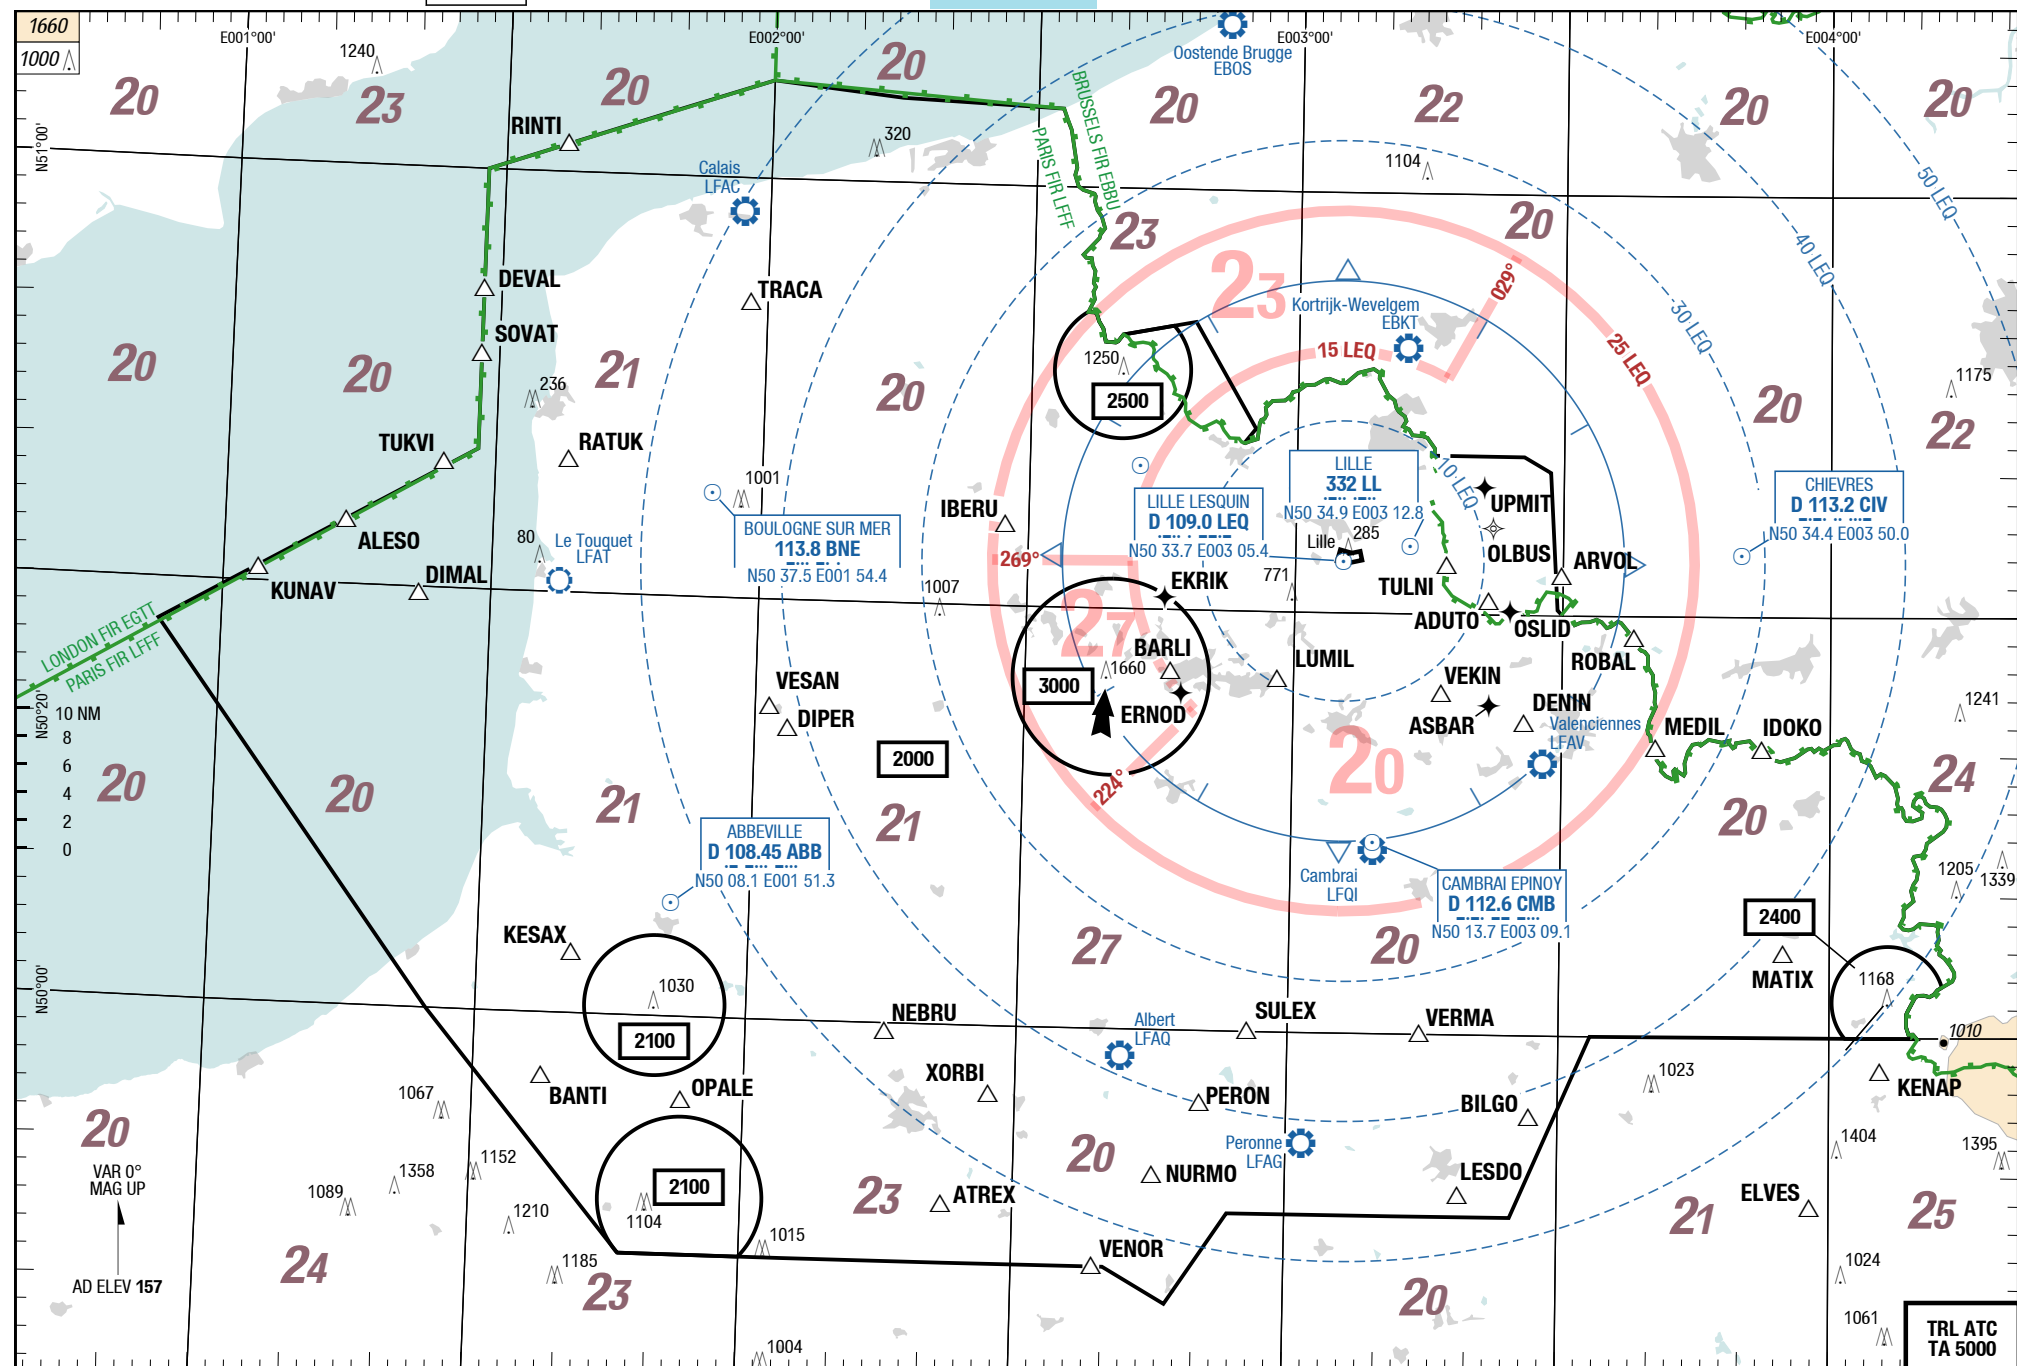 1660
1000
E001°00'
1240
E002°00'
E003°00'
E004°00'
Oostende Brugge
EBOS
20
23
20
20
20
22
20
20
N51°00'
RINTI
320
BRUSSELS FIR EBBU
PARIS FIR LFFF
1104
50 LEQ
Calais
LFAC
23
20
40 LEQ
DEVAL
TRACA
23
029°
Kortrijk-Wevelgem
EBKT
30 LEQ
SOVAT
15 LEQ
25 LEQ
20
20
21
236
20
1250
2500
20
1175
22
TUKVI
RATUK
1001
IBERU
LILLE
332 LL
N50 34.9 E003 12.8
10 LEQ
UPMIT
CHIEVRES
D 113.2 CIV
N50 34.4 E003 50.0
LILLE LESQUIN
D 109.0 LEQ
N50 33.7 E003 05.4
BOULOGNE SUR MER
113.8 BNE
N50 37.5 E001 54.4
ALESO
80
Le Touquet
LFAT
Lille
285
OLBUS
ARVOL
269°
KUNAV
DIMAL
1007
EKRIK
771
TULNI
ADUTO
OSLID
LONDON FIR EGTT
PARIS FIR LFFF
27
BARLI
1660
LUMIL
ROBAL
3000
VESAN
DIPER
ERNOD
VEKIN
ASBAR
DENIN
Valenciennes
LFAV
MEDIL
IDOKO
1241
N50°20'
10 NM
8
6
4
2
0
2000
20
224°
20
20
21
21
20
24
ABBEVILLE
D 108.45 ABB
N50 08.1 E001 51.3
Cambrai
LFQI
CAMBRAI EPINOY
D 112.6 CMB
N50 13.7 E003 09.1
1205
1339
2400
KESAX
27
20
MATIX
1168
N50°00'
1030
2100
NEBRU
SULEX
VERMA
1010
Albert
LFAQ
1067
BANTI
OPALE
XORBI
PERON
BILGO
1023
KENAP
20
VAR 0°
MAG UP
1089
1358
1152
1210
2100
1104
1015
20
Peronne
LFAG
1404
1395
23
ATREX
NURMO
LESDO
21
ELVES
25
AD ELEV 157
24
1185
23
VENOR
20
1024
1004
1061
TRL ATC
TA 5000